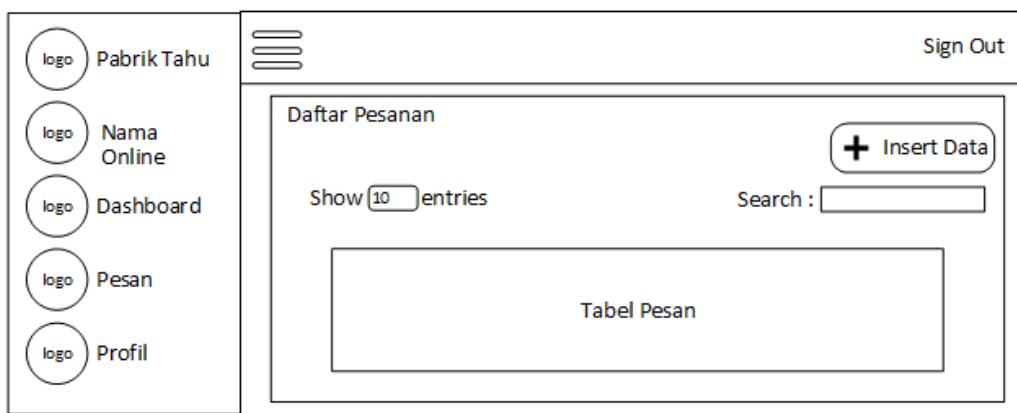 logo Pabrik Tahu
Sign Out
logo Nama
Online
logo Dashboard
logo Pesan
logo Profil
Daftar Pesanan
+ Insert Data
Show 10 entries
Search :
Tabel Pesan